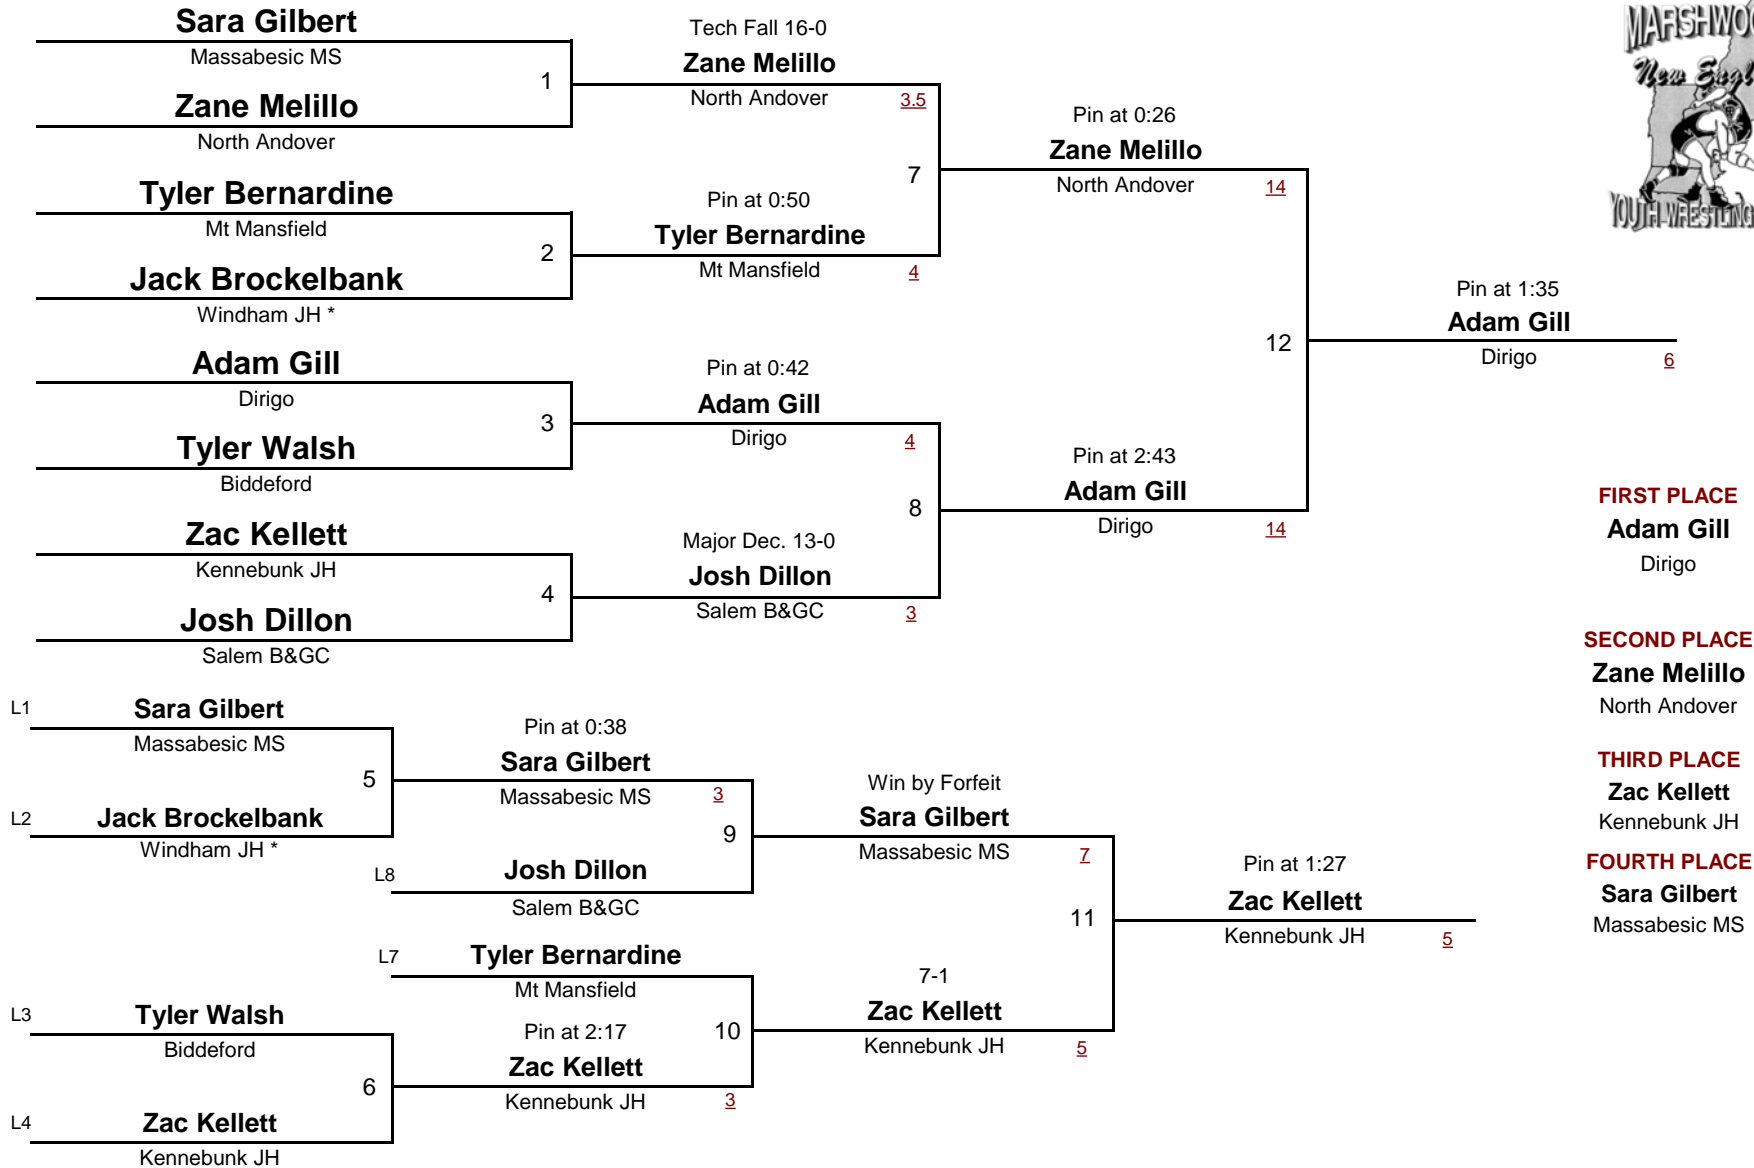 Sara Gilbert
Massabesic MS
1
Zane Melillo
North Andover
Tyler Bernardine
Mt Mansfield
2
Jack Brockelbank
Windham JH *
Adam Gill
Dirigo
3
Tyler Walsh
Biddeford
Zac Kellett
Kennebunk JH
4
Josh Dillon
Salem B&GC
Tech Fall 16-0
Zane Melillo
North Andover 3.5
7
Pin at 0:50
Tyler Bernardine
Mt Mansfield 4
Pin at 0:42
Adam Gill
Dirigo 4
8
Major Dec. 13-0
Josh Dillon
Salem B&GC 3
Pin at 0:26
Zane Melillo
North Andover 14
12
Pin at 2:43
Adam Gill
Dirigo 14
Pin at 1:35
Adam Gill
Dirigo 6
New
YOUTH WRESTLING
FIRST PLACE
Adam Gill
Dirigo
SECOND PLACE
Zane Melillo
North Andover
THIRD PLACE
Zac Kellett
Kennebunk JH
FOURTH PLACE
Sara Gilbert
Massabesic MS
L1 Sara Gilbert
Massabesic MS
5
L2 Jack Brockelbank
Windham JH *
Pin at 0:38
Sara Gilbert
Massabesic MS 3
9
L8 Josh Dillon
Salem B&GC
L7 Tyler Bernardine
Mt Mansfield
10
Pin at 2:17
Zac Kellett
Kennebunk JH 3
L3 Tyler Walsh
Biddeford
6
L4 Zac Kellett
Kennebunk JH
Win by Forfeit
Sara Gilbert
Massabesic MS 7
11
7-1
Zac Kellett
Kennebunk JH 5
Pin at 1:27
Zac Kellett
Kennebunk JH 5